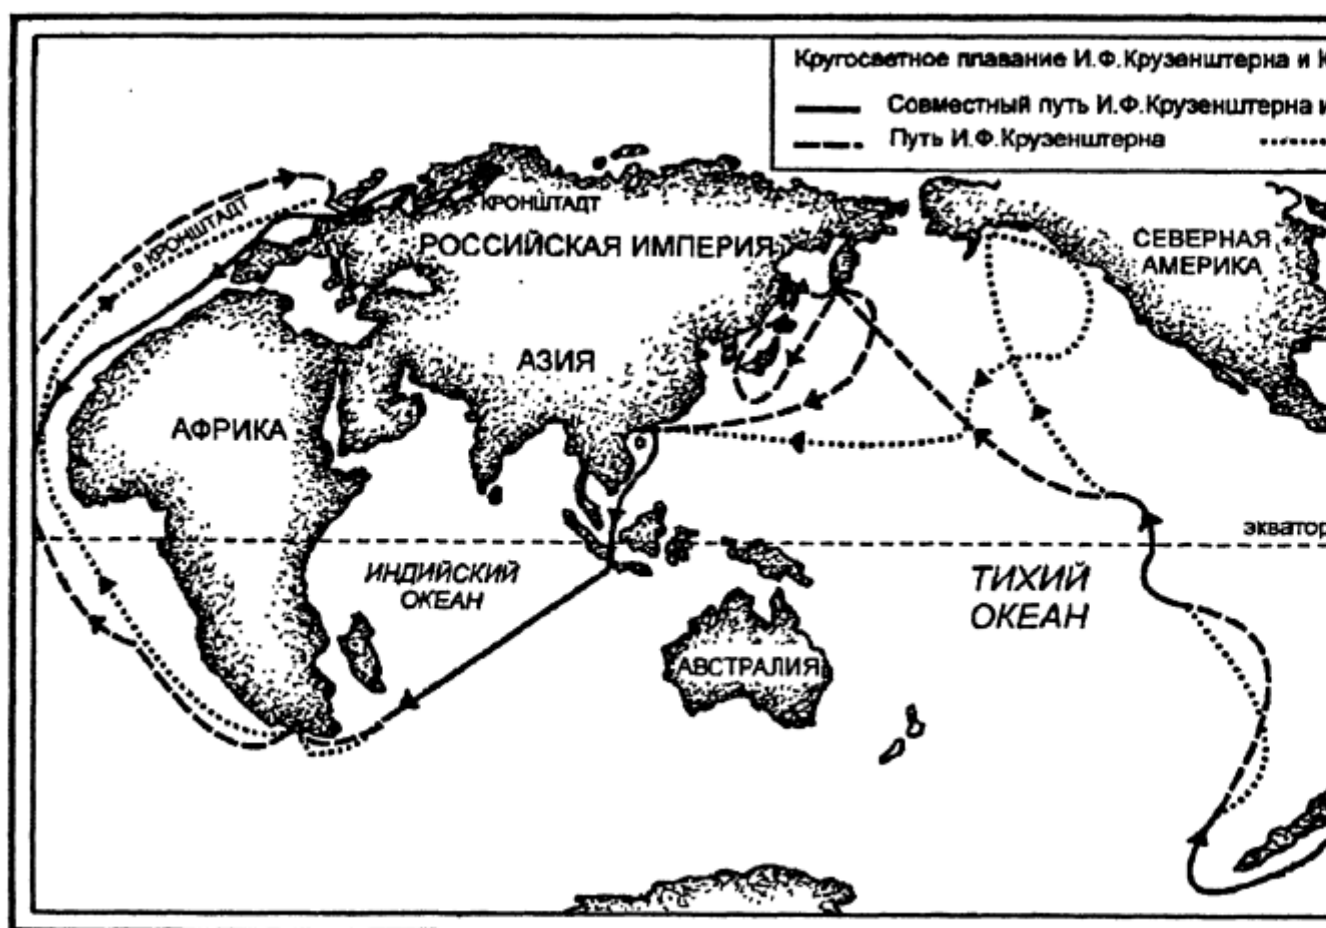 Кругосветное плавание И.Ф.Крузенштерна и К
Совместный путь И.Ф.Крузенштерна и
Путь И.Ф.Крузенштерна
в КРОНШТАДТ
КРОНШТАДТ
РОССИЙСКАЯ ИМПЕРИЯ
СЕВЕРНАЯ
АМЕРИКА
АЗИЯ
АФРИКА
экватор
ИНДИЙСКИЙ
ОКЕАН
ТИХИЙ
ОКЕАН
АВСТРАЛИЯ